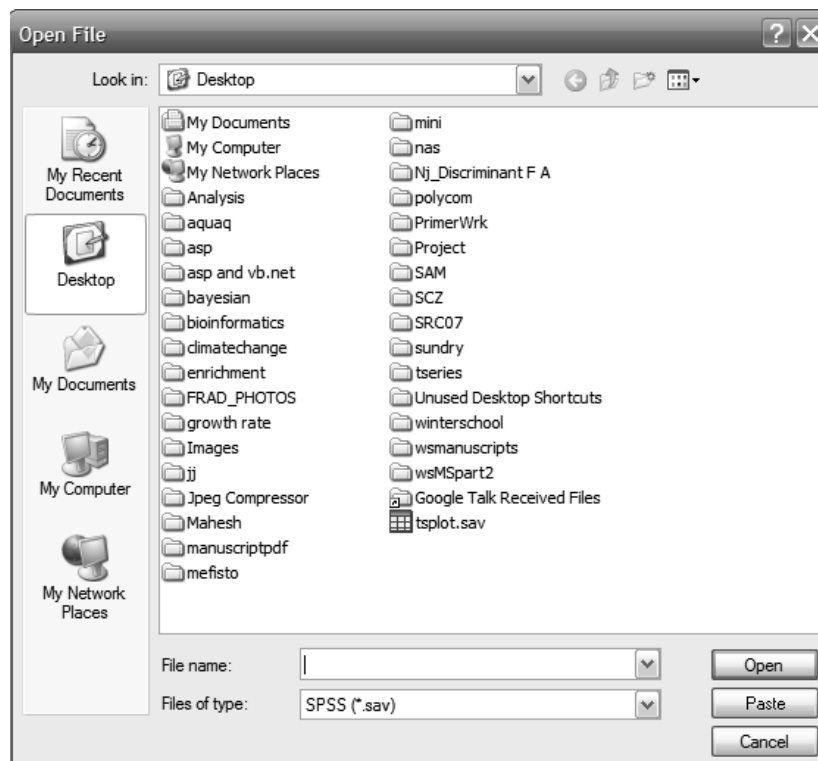 Open File
Look in: Desktop
My Recent
Documents
Desktop
My Documents
My Computer
My Network
Places
My Documents
My Computer
My Network Places
Analysis
aquaq
asp
asp and vb.net
bayesian
bioinformatics
climatechange
enrichment
FRAD_PHOTOS
growth rate
Images
jj
Jpeg Compressor
Mahesh
manuscriptpdf
mefisto
mini
nas
Nj_Discriminant F A
polycom
PrimerWrk
Project
SAM
SCZ
SRC07
sundry
tseries
Unused Desktop Shortcuts
winterschool
wsmanuscripts
wsMSpart2
Google Talk Received Files
tsplot.sav
File name:
Open
Files of type: SPSS (*.sav)
Paste
Cancel